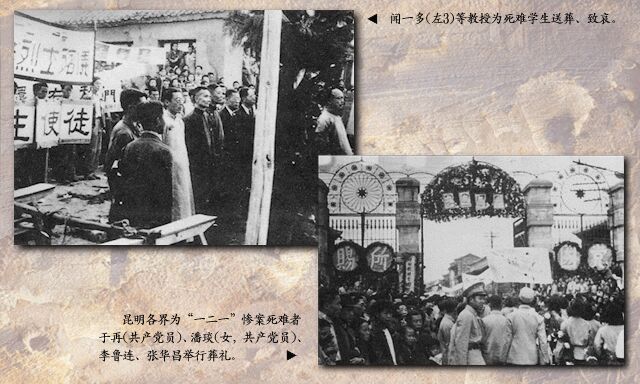 ◀ 闻一多(左3)等教授为死难学生送葬、致哀。
烈士
們
生使徒
賜 所
昆明各界为“一二一”惨案死难者
于再(共产党员)、潘琰(女，共产党员)、
李鲁连、张华昌举行葬礼。 ▶